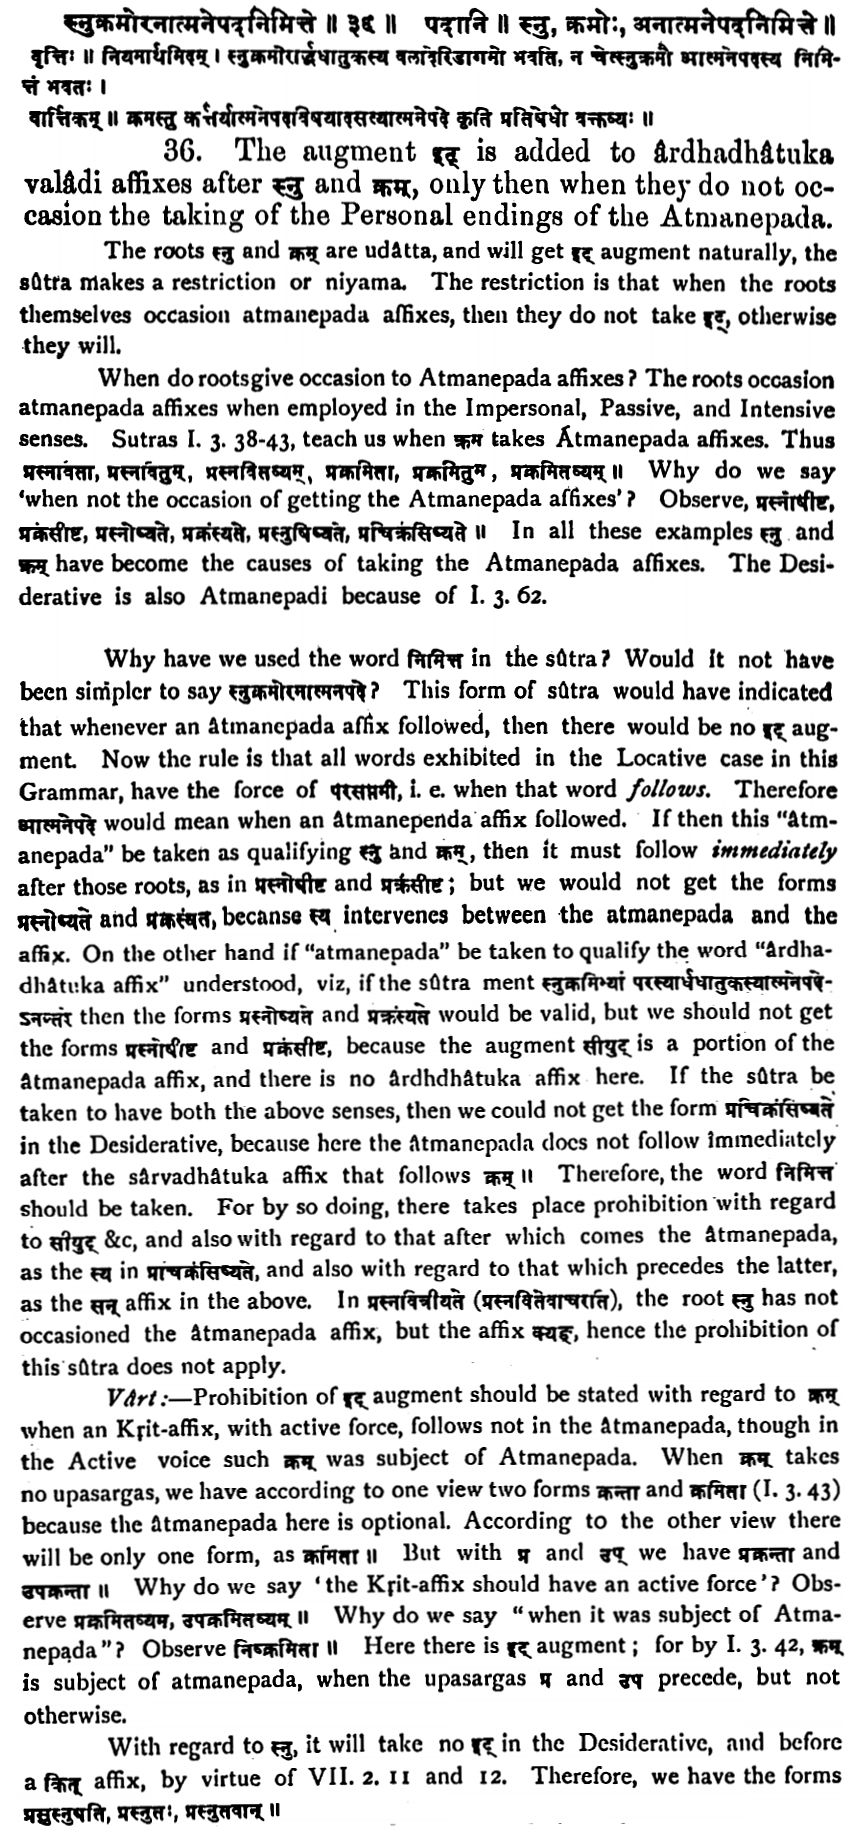 स्नुक्रमोरनात्मनेपदनिमित्ते ॥ ३६ ॥ पदानि ॥ स्नु, क्रमोः, अनात्मनेपदनिमित्ते ॥
वृत्तिः ॥ नियमार्थमिदम् । स्नुक्रमोरार्द्धधातुकस्य वलादेरिडागमो भवति, न चेत्स्नुक्रमौ आत्मनेपदस्य निमि-
त्तं भवतः ।
वार्त्तिकम् ॥ क्रमस्तु कर्त्तर्यात्मनेपदविषयादसत्यात्मनेपदे कृति प्रतिषेधो वक्तव्यः ॥
36. The augment इट् is added to ârdhadhâtuka
valâdi affixes after स्नु and क्रम्, only then when they do not oc-
casion the taking of the Personal endings of the Atmanepada.
The roots स्नु and क्रम् are udâtta, and will get इट् augment naturally, the
sûtra makes a restriction or niyama. The restriction is that when the roots
themselves occasion atmanepada affixes, then they do not take इट्, otherwise
they will.
When do roots give occasion to Atmanepada affixes? The roots occasion
atmanepada affixes when employed in the Impersonal, Passive, and Intensive
senses. Sutras I. 3. 38-43, teach us when क्रम takes Átmanepada affixes. Thus
प्रस्नविता, प्रस्नवितुम्, प्रस्नवितव्यम्, प्रक्रमिता, प्रक्रमितुम, प्रक्रमितव्यम् ॥ Why do we say
'when not the occasion of getting the Atmanepada affixes'? Observe, प्रस्नोषीष्ट,
प्रक्रंसीष्ट, प्रस्नोष्यते, प्रक्रंस्यते, प्रस्नुषिष्यते, प्रचिक्रंसिष्यते ॥ In all these examples स्नु and
क्रम् have become the causes of taking the Atmanepada affixes. The Desi-
derative is also Atmanepadi because of I. 3. 62.
Why have we used the word निमित्त in the sûtra? Would it not have
been simpler to say स्नुक्रमोरनात्मनपदे? This form of sûtra would have indicated
that whenever an âtmanepada affix followed, then there would be no इट् aug-
ment. Now the rule is that all words exhibited in the Locative case in this
Grammar, have the force of परसप्तमी, i. e. when that word follows. Therefore
आत्मनेपदे would mean when an âtmanependa affix followed. If then this "âtm-
anepada" be taken as qualifying स्नु and क्रम्, then it must follow immediately
after those roots, as in प्रस्नोषीष्ट and प्रक्रंसीष्ट; but we would not get the forms
प्रस्नोष्यते and प्रक्रंस्यत, becanse स्य intervenes between the atmanepada and the
affix. On the other hand if "atmanepada" be taken to qualify the word "ârdha-
dhâtuka affix" understood, viz, if the sûtra ment स्नुक्रमिभ्यां परस्यार्धधातुकस्यात्मनेपदे-
ऽनन्तंर then the forms प्रस्नोष्यते and प्रक्रंस्यते would be valid, but we should not get
the forms प्रस्नोषीष्ट and प्रक्रंसीष्ट, because the augment सीयुट् is a portion of the
âtmanepada affix, and there is no ârdhdhâtuka affix here. If the sûtra be
taken to have both the above senses, then we could not get the form प्रचिक्रंसिष्यते
in the Desiderative, because here the âtmanepada does not follow immediately
after the sârvadhâtuka affix that follows क्रम् ॥ Therefore, the word निमित्त
should be taken. For by so doing, there takes place prohibition with regard
to सीयुट् &c, and also with regard to that after which comes the âtmanepada,
as the स्य in प्राचक्रंसिष्यते, and also with regard to that which precedes the latter,
as the सन् affix in the above. In प्रस्नवित्रीयते (प्रस्नवितेवाचरति), the root स्नु has not
occasioned the âtmanepada affix, but the affix क्यङ्, hence the prohibition of
this sûtra does not apply.
Vârt:—Prohibition of इट् augment should be stated with regard to क्रम्
when an Kṛit-affix, with active force, follows not in the âtmanepada, though in
the Active voice such क्रम् was subject of Atmanepada. When क्रम् takes
no upasargas, we have according to one view two forms क्रन्ता and क्रमिता (I. 3. 43)
because the âtmanepada here is optional. According to the other view there
will be only one form, as क्रमिता ॥ But with प्र and उप् we have प्रक्रन्ता and
उपक्रन्ता ॥ Why do we say 'the Kṛit-affix should have an active force'? Obs-
erve प्रक्रमितव्यम, उपक्रमितव्यम् ॥ Why do we say "when it was subject of Atma-
nepada"? Observe निष्क्रमिता ॥ Here there is इट् augment; for by I. 3. 42, क्रम्
is subject of atmanepada, when the upasargas प्र and उप precede, but not
otherwise.
With regard to स्नु, it will take no इट् in the Desiderative, and before
a कित् affix, by virtue of VII. 2. 11 and 12. Therefore, we have the forms
प्रसुस्नुषति, प्रस्नुतः, प्रस्नुतवान् ॥